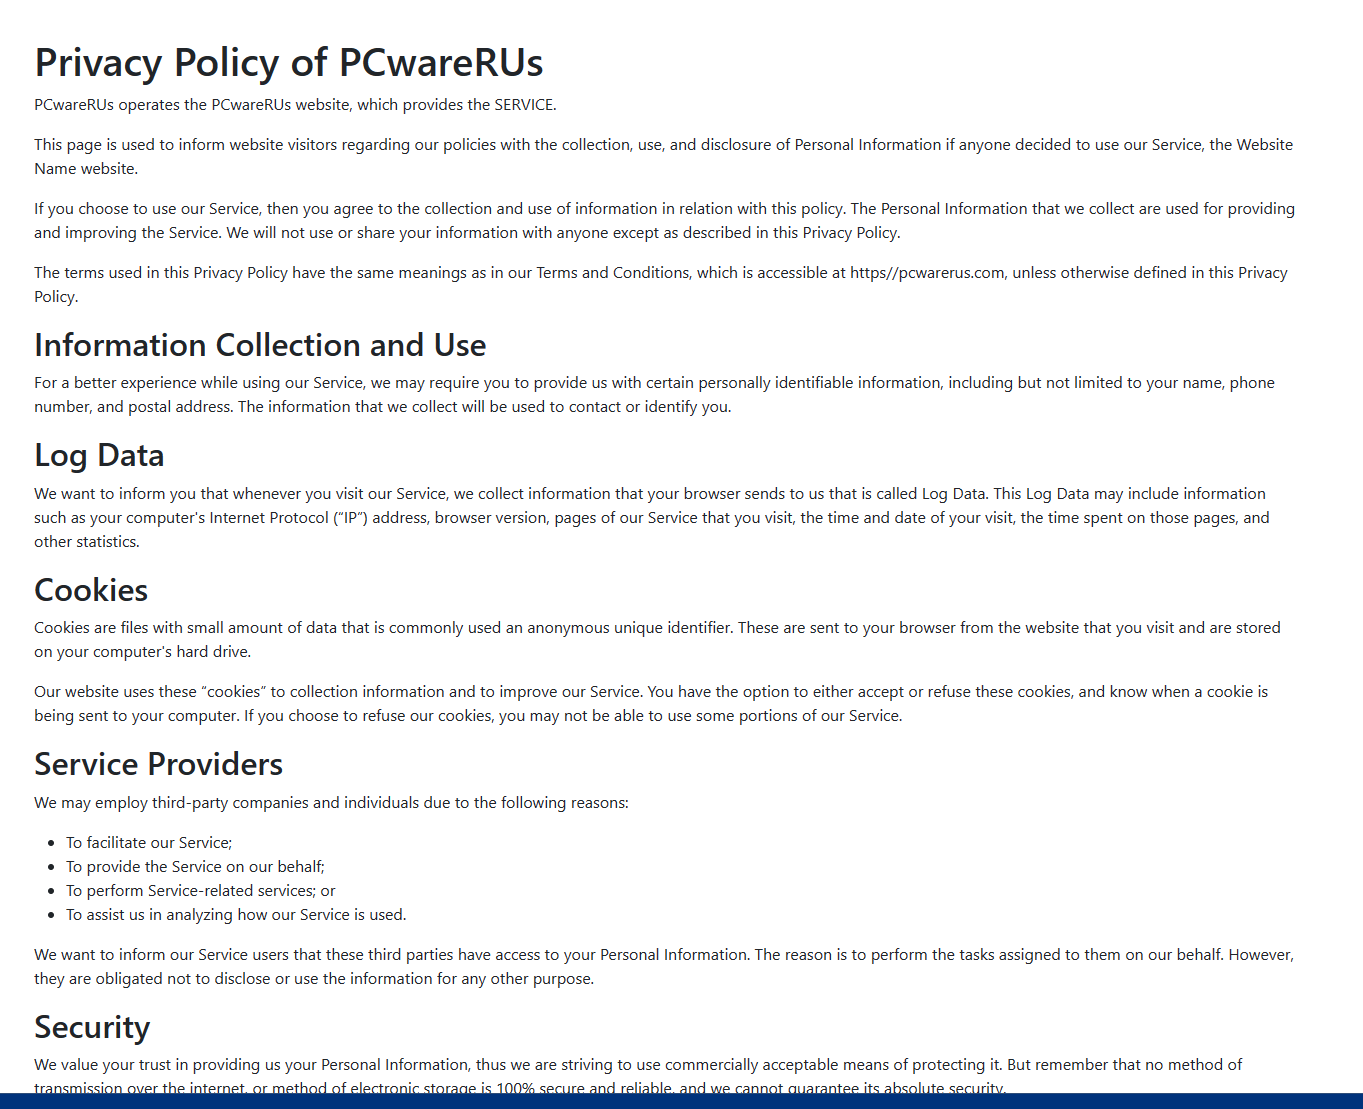 Privacy Policy of PCwareRUs
PCwareRUs operates the PCwareRUs website, which provides the SERVICE.
This page is used to inform website visitors regarding our policies with the collection, use, and disclosure of Personal Information if anyone decided to use our Service, the Website
Name website.
If you choose to use our Service, then you agree to the collection and use of information in relation with this policy. The Personal Information that we collect are used for providing
and improving the Service. We will not use or share your information with anyone except as described in this Privacy Policy.
The terms used in this Privacy Policy have the same meanings as in our Terms and Conditions, which is accessible at https//pcwarerus.com, unless otherwise defined in this Privacy
Policy.
Information Collection and Use
For a better experience while using our Service, we may require you to provide us with certain personally identifiable information, including but not limited to your name, phone
number, and postal address. The information that we collect will be used to contact or identify you.
Log Data
We want to inform you that whenever you visit our Service, we collect information that your browser sends to us that is called Log Data. This Log Data may include information
such as your computer's Internet Protocol (“IP”) address, browser version, pages of our Service that you visit, the time and date of your visit, the time spent on those pages, and
other statistics.
Cookies
Cookies are files with small amount of data that is commonly used an anonymous unique identifier. These are sent to your browser from the website that you visit and are stored
on your computer's hard drive.
Our website uses these “cookies” to collection information and to improve our Service. You have the option to either accept or refuse these cookies, and know when a cookie is
being sent to your computer. If you choose to refuse our cookies, you may not be able to use some portions of our Service.
Service Providers
We may employ third-party companies and individuals due to the following reasons:
• To facilitate our Service;
• To provide the Service on our behalf;
• To perform Service-related services; or
• To assist us in analyzing how our Service is used.
We want to inform our Service users that these third parties have access to your Personal Information. The reason is to perform the tasks assigned to them on our behalf. However,
they are obligated not to disclose or use the information for any other purpose.
Security
We value your trust in providing us your Personal Information, thus we are striving to use commercially acceptable means of protecting it. But remember that no method of
transmission over the internet, or method of electronic storage is 100% secure and reliable, and we cannot guarantee its absolute security.